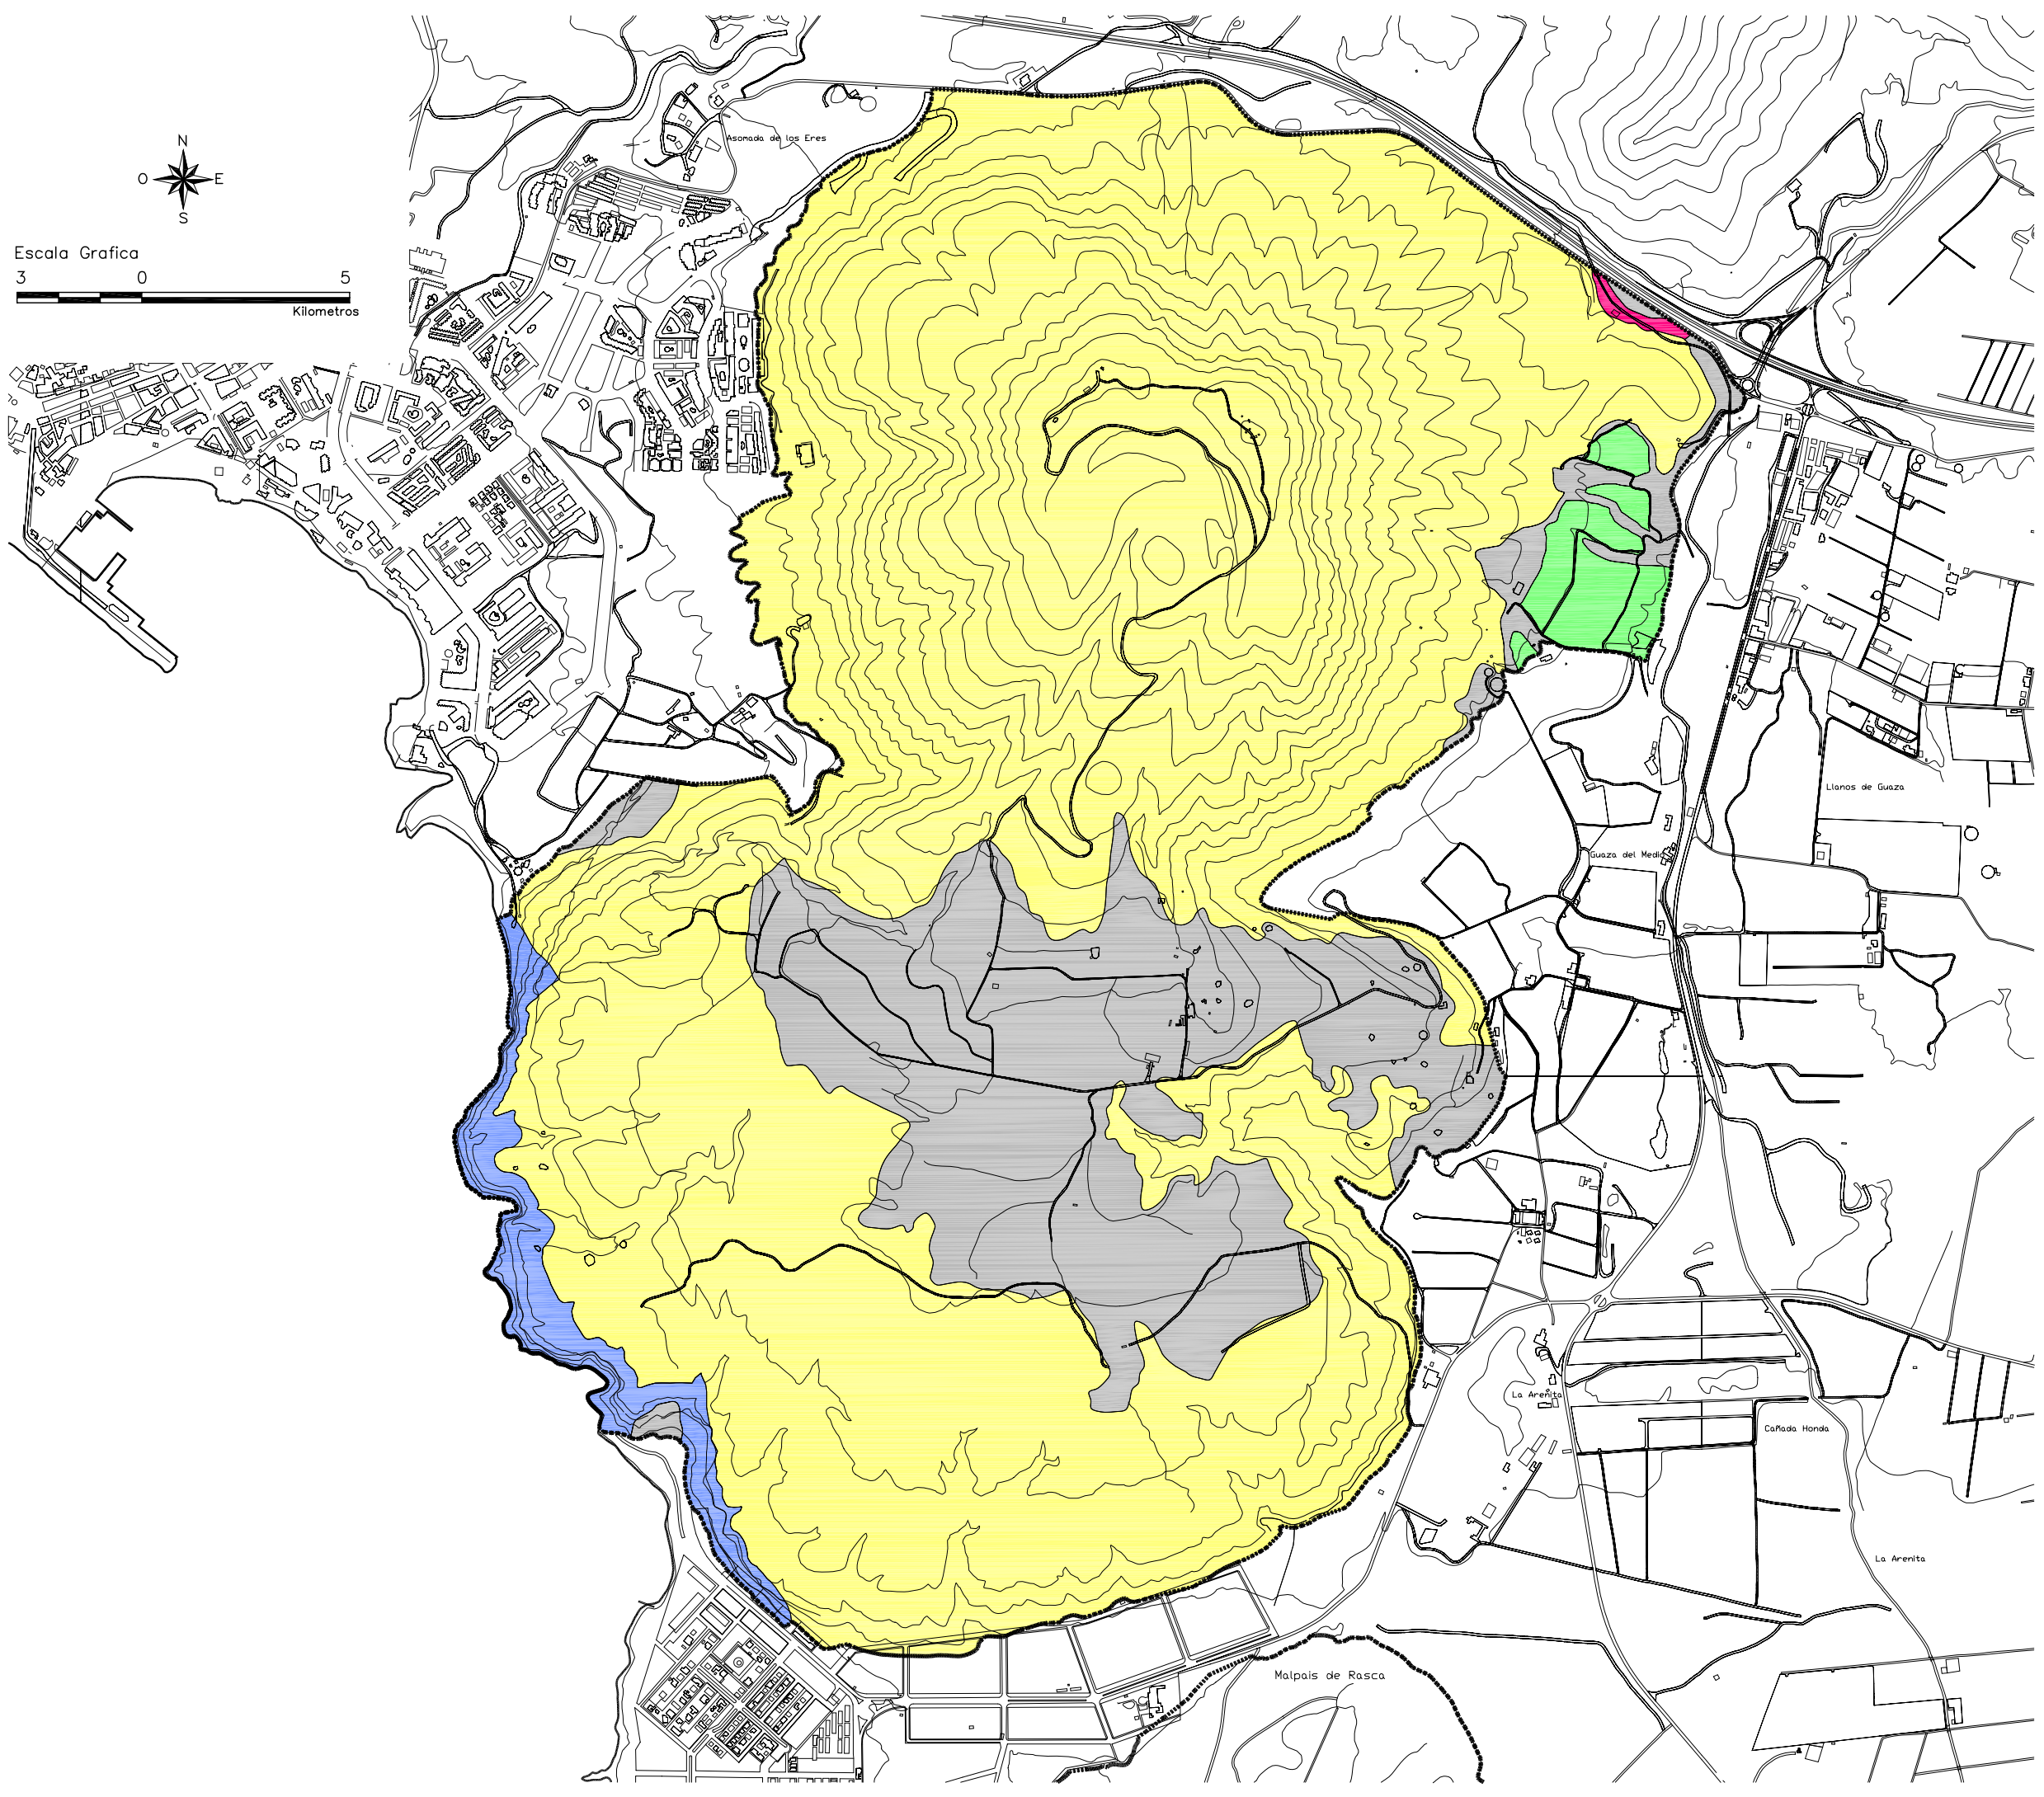 N
O E
S
Escala Grafica
3 0 5
Kilometros
Asomada de los Eres
Llanos de Guaza
Guaza del Medio
La Arenita
Cañada Honda
La Arenita
Malpais de Rasca